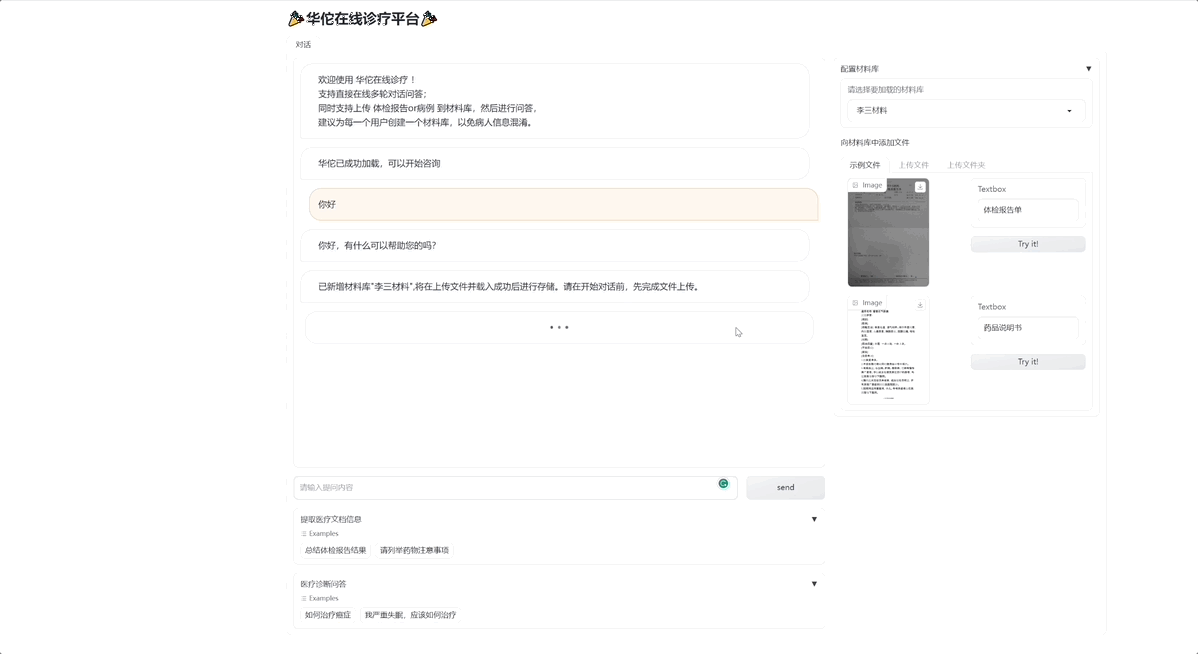 🎉华佗在线诊疗平台🎉
对话
欢迎使用 华佗在线诊疗 !
支持直接在线多轮对话问答;
同时支持上传 体检报告or病例 到材料库，然后进行问答，
建议为每一个用户创建一个材料库，以免病人信息混淆。
华佗已成功加载，可以开始咨询
你好
你好，有什么可以帮助您的吗?
已新增材料库"李三材料",将在上传文件并载入成功后进行存储。请在开始对话前，先完成文件上传。
请输入提问内容
send
提取医疗文档信息
Examples
总结体检报告结果
请列举药物注意事项
医疗诊断问答
Examples
如何治疗癌症
我严重失眠，应该如何治疗
配置材料库
请选择要加载的材料库
李三材料
向材料库中添加文件
示例文件 上传文件 上传文件夹
Image
Textbox
体检报告单
Try it!
Image
Textbox
药品说明书
Try it!